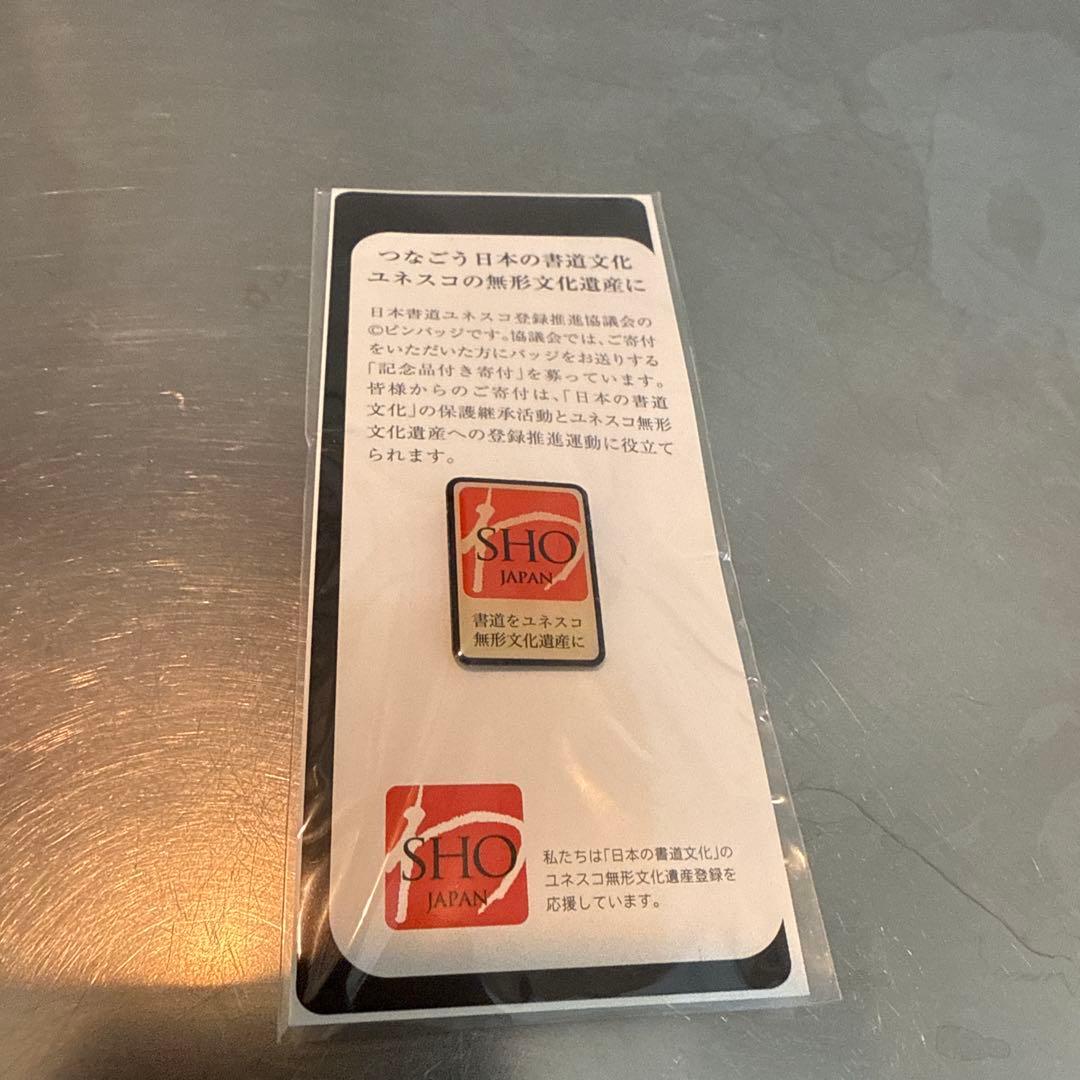 つなごう日本の書道文化
ユネスコの無形文化遺産に
日本書道ユネスコ登録推進協議会の
©ピンバッジです。協議会では、ご寄付
をいただいた方にバッジをお送りする
「記念品付き寄付」を募っています。
皆様からのご寄付は、「日本の書道
文化」の保護継承活動とユネスコ無形
文化遺産への登録推進運動に役立て
られます。
SHO
JAPAN
書道をユネスコ
無形文化遺産に
SHO
JAPAN
私たちは「日本の書道文化」の
ユネスコ無形文化遺産登録を
応援しています。